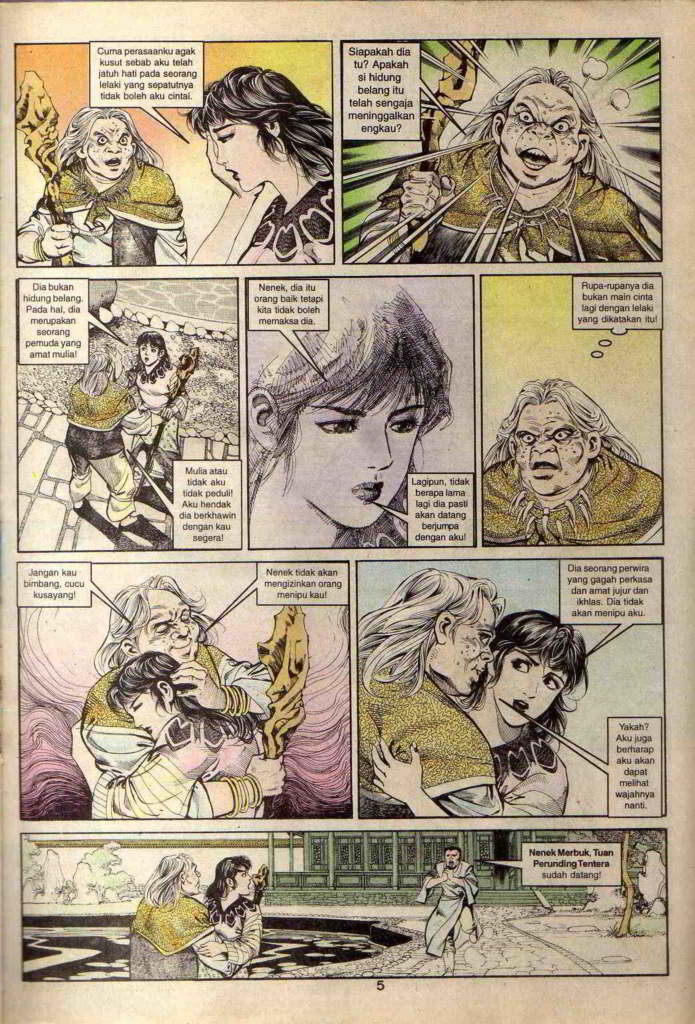 Cuma perasaanku agak
kusut sebab aku telah
jatuh hati pada seorang
lelaki yang sepatutnya
tidak boleh aku cintai.
Siapakah dia
tu? Apakah
si hidung
belang itu
telah sengaja
meninggalkan
engkau?
Dia bukan
hidung belang.
Pada hal, dia
merupakan
seorang
pemuda yang
amat mulia!
Mulia atau
tidak aku
tidak peduli!
Aku hendak
dia berkhawin
dengan kau
segera!
Nenek, dia itu
orang baik tetapi
kita tidak boleh
memaksa dia.
Lagipun, tidak
berapa lama
lagi dia pasti
akan datang
berjumpa
dengan aku!
Rupa-rupanya dia
bukan main cinta
lagi dengan lelaki
yang dikatakan itu!
Jangan kau
bimbang, cucu
kusayang!
Nenek tidak akan
mengizinkan orang
menipu kau!
Dia seorang perwira
yang gagah perkasa
dan amat jujur dan
ikhlas. Dia tidak
akan menipu aku.
Yakah?
Aku juga
berharap
aku akan
dapat
melihat
wajahnya
nanti.
Nenek Merbuk, Tuan
Perunding Tentera
sudah datang!
5